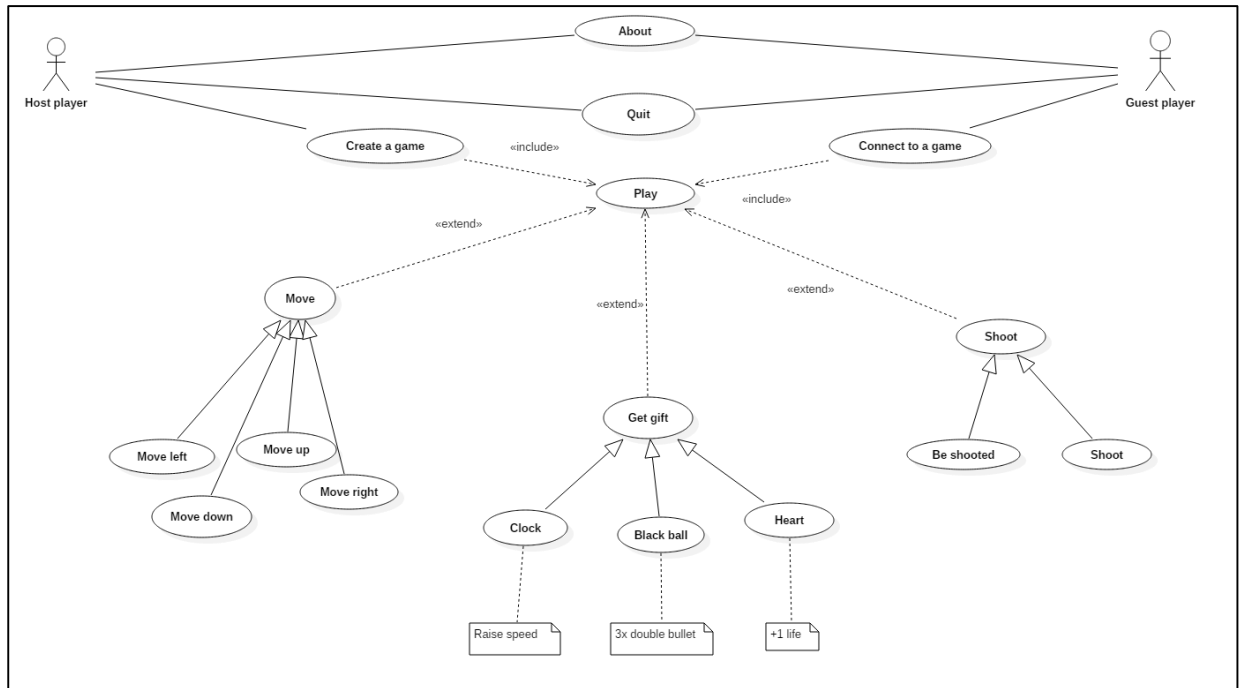 About
Host player
Guest player
Quit
Create a game
«include»
Connect to a game
Play
«include»
«extend»
Move
«extend»
«extend»
Shoot
Get gift
Move left
Move up
Be shooted
Shoot
Move right
Move down
Clock
Black ball
Heart
Raise speed
3x double bullet
+1 life